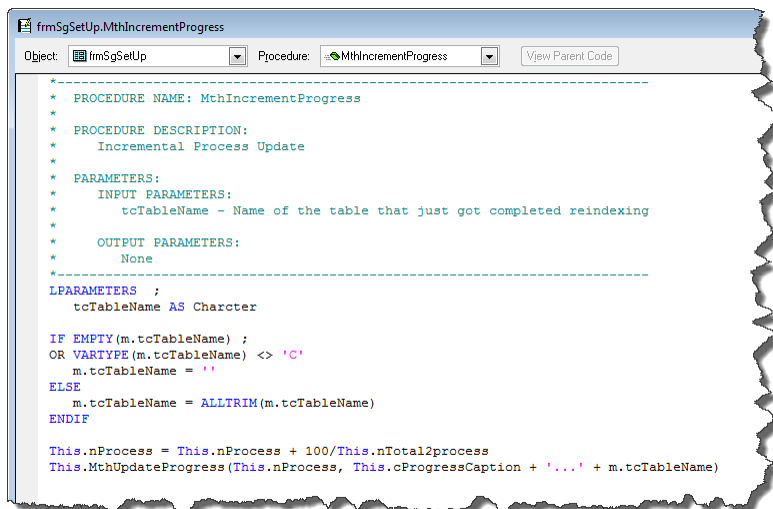 frmSgSetUp.MthIncrementProgress
Object: frmSgSetUp Procedure: MthIncrementProgress View Parent Code
*--------------------------------------------------------------------------
*  PROCEDURE NAME: MthIncrementProgress
*
*  PROCEDURE DESCRIPTION:
*     Incremental Process Update
*
*  PARAMETERS:
*     INPUT PARAMETERS:
*        tcTableName - Name of the table that just got completed reindexing
*
*     OUTPUT PARAMETERS:
*        None
*--------------------------------------------------------------------------
LPARAMETERS  ;
   tcTableName AS Charcter
IF EMPTY(m.tcTableName) ;
OR VARTYPE(m.tcTableName) <> 'C'
   m.tcTableName = ''
ELSE
   m.tcTableName = ALLTRIM(m.tcTableName)
ENDIF
This.nProcess = This.nProcess + 100/This.nTotal2process
This.MthUpdateProgress(This.nProcess, This.cProgressCaption + '...' + m.tcTableName)